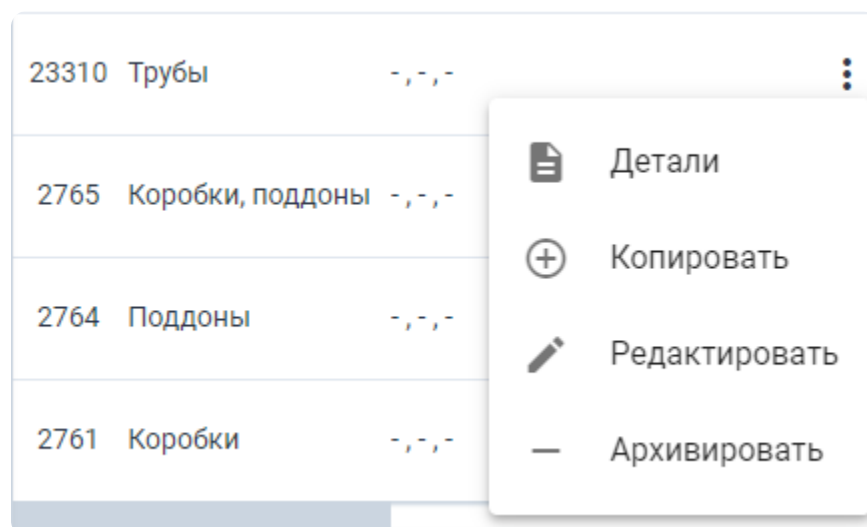 23310 Трубы -,-,-
Детали
2765 Коробки, поддоны -,-,-
Копировать
2764 Поддоны -,-,-
Редактировать
2761 Коробки -,-,-
Архивировать